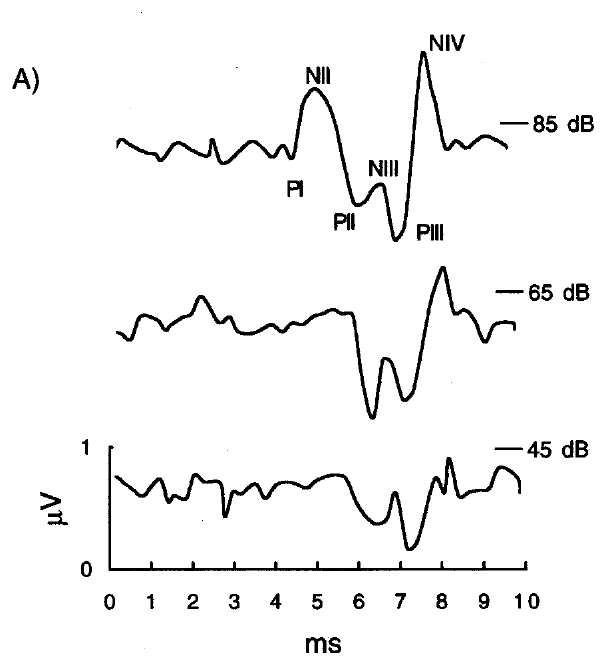 A)
NII
NIV
85 dB
NIII
PI
PII
PIII
65 dB
1
45 dB
µV
0
0 1 2 3 4 5 6 7 8 9 10
ms